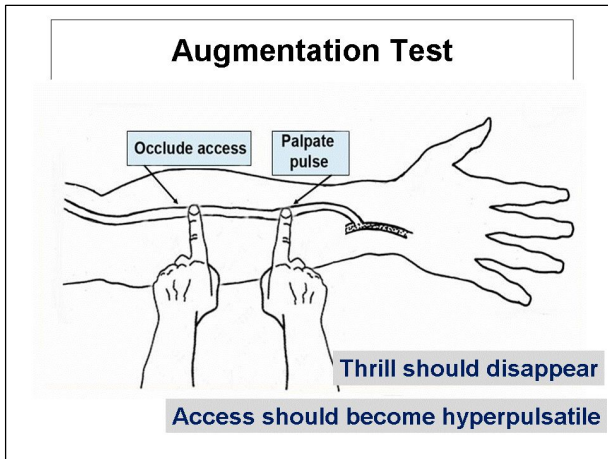 Augmentation Test
Occlude access
Palpate
pulse
Thrill should disappear
Access should become hyperpulsatile